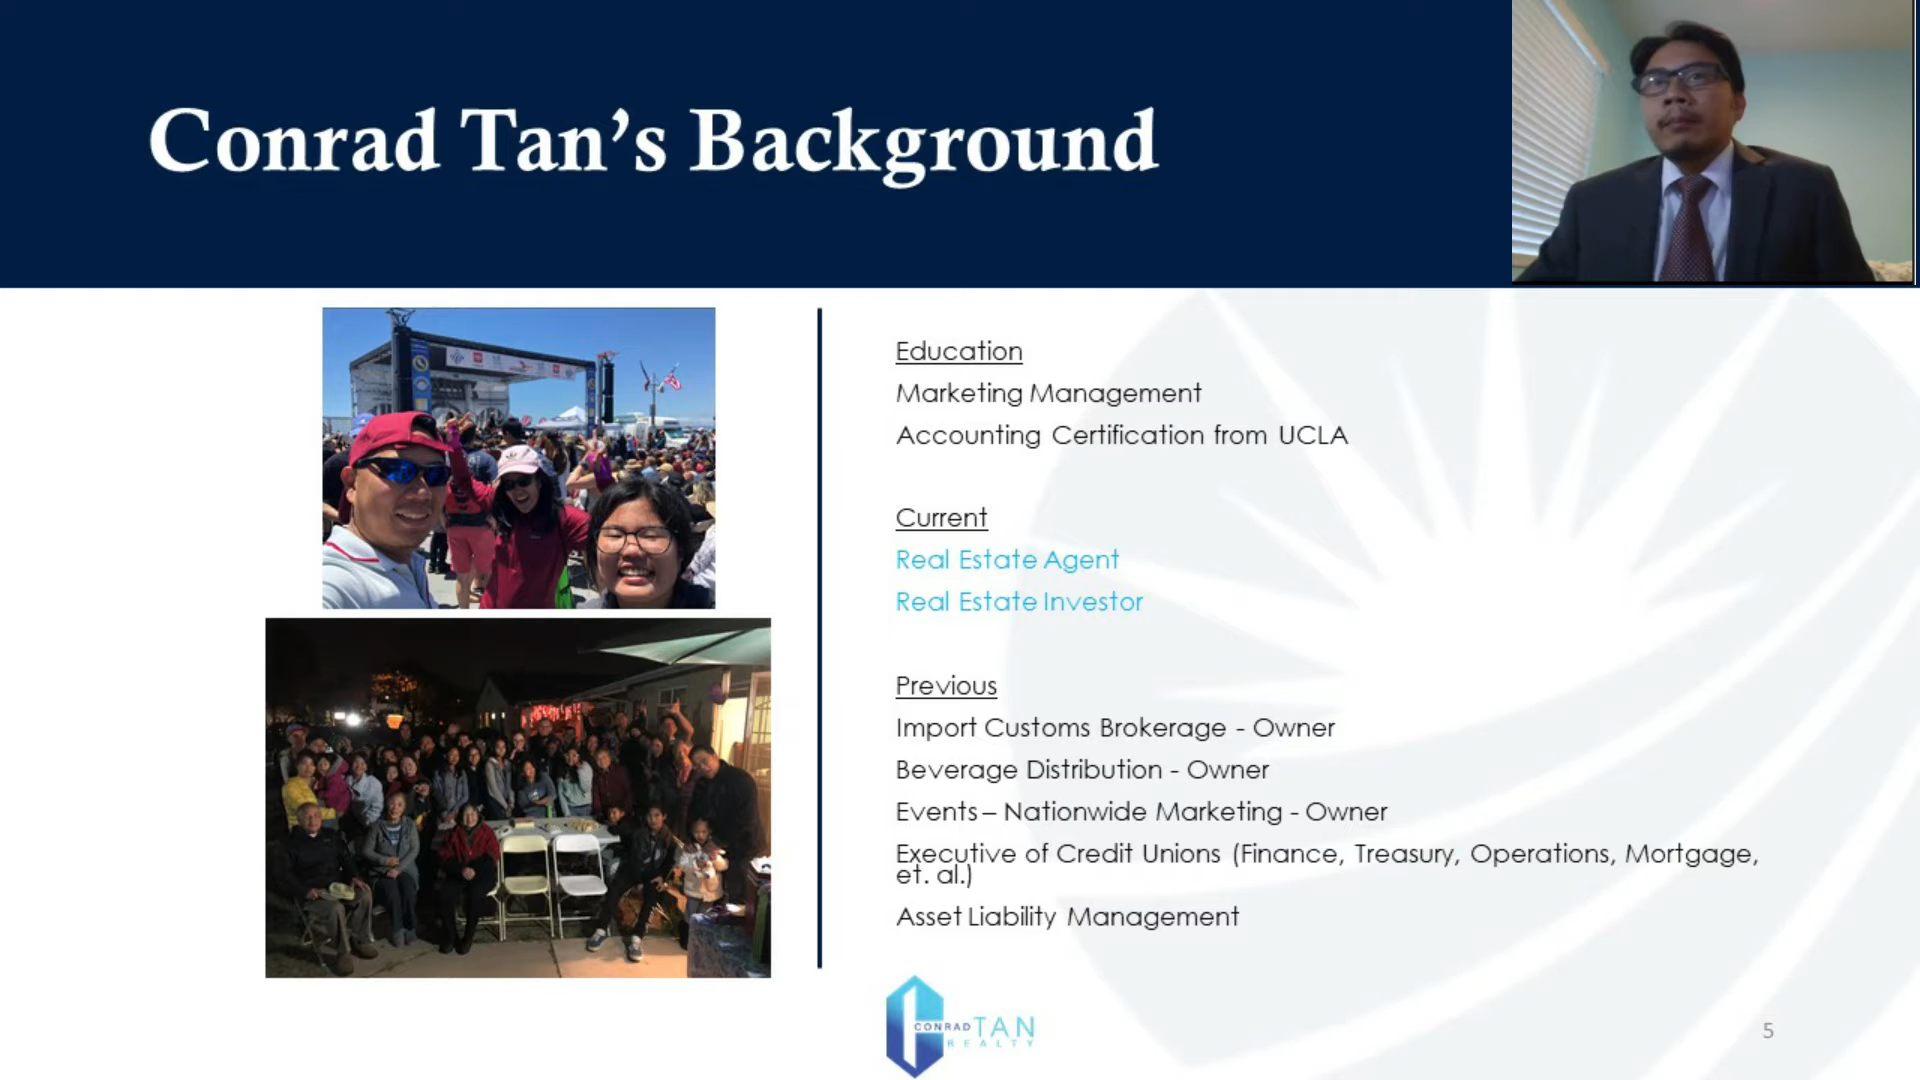 Conrad Tan’s Background
Education
Marketing Management
Accounting Certification from UCLA
Current
Real Estate Agent
Real Estate Investor
Previous
Import Customs Brokerage - Owner
Beverage Distribution - Owner
Events – Nationwide Marketing - Owner
Executive of Credit Unions (Finance, Treasury, Operations, Mortgage,
et. al.)
Asset Liability Management
CONRAD TAN
REALTY
5